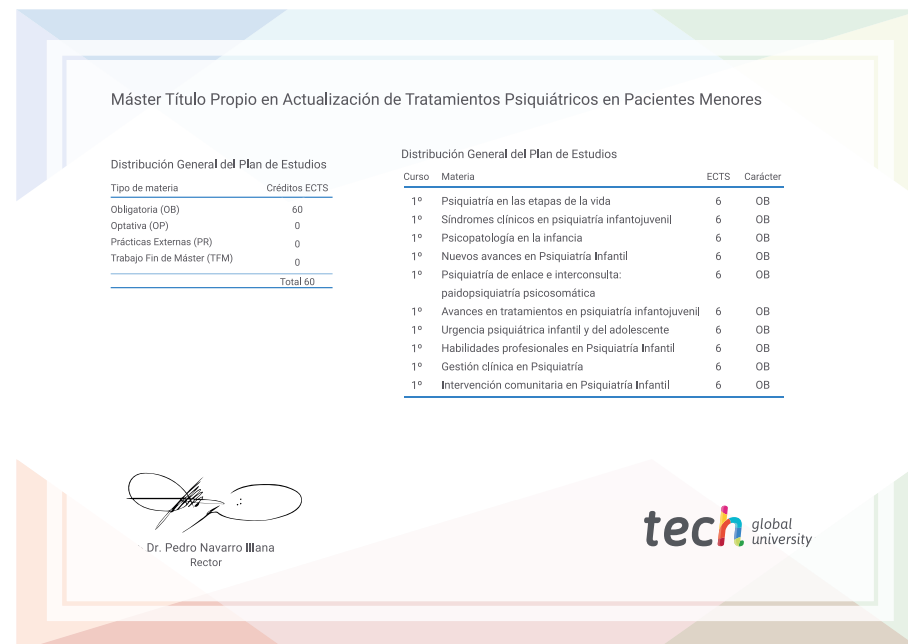 Máster Título Propio en Actualización de Tratamientos Psiquiátricos en Pacientes Menores
Distribución General del Plan de Estudios
Tipo de materia Créditos ECTS
Obligatoria (OB) 60
Optativa (OP) 0
Prácticas Externas (PR) 0
Trabajo Fin de Máster (TFM) 0
Total 60
Distribución General del Plan de Estudios
Curso Materia ECTS Carácter
1º Psiquiatría en las etapas de la vida 6 OB
1º Síndromes clínicos en psiquiatría infantojuvenil 6 OB
1º Psicopatología en la infancia 6 OB
1º Nuevos avances en Psiquiatría Infantil 6 OB
1º Psiquiatría de enlace e interconsulta: 6 OB
paidopsiquiatría psicosomática
1º Avances en tratamientos en psiquiatría infantojuvenil 6 OB
1º Urgencia psiquiátrica infantil y del adolescente 6 OB
1º Habilidades profesionales en Psiquiatría Infantil 6 OB
1º Gestión clínica en Psiquiatría 6 OB
1º Intervención comunitaria en Psiquiatría Infantil 6 OB
Dr. Pedro Navarro Illana
Rector
tech global
university